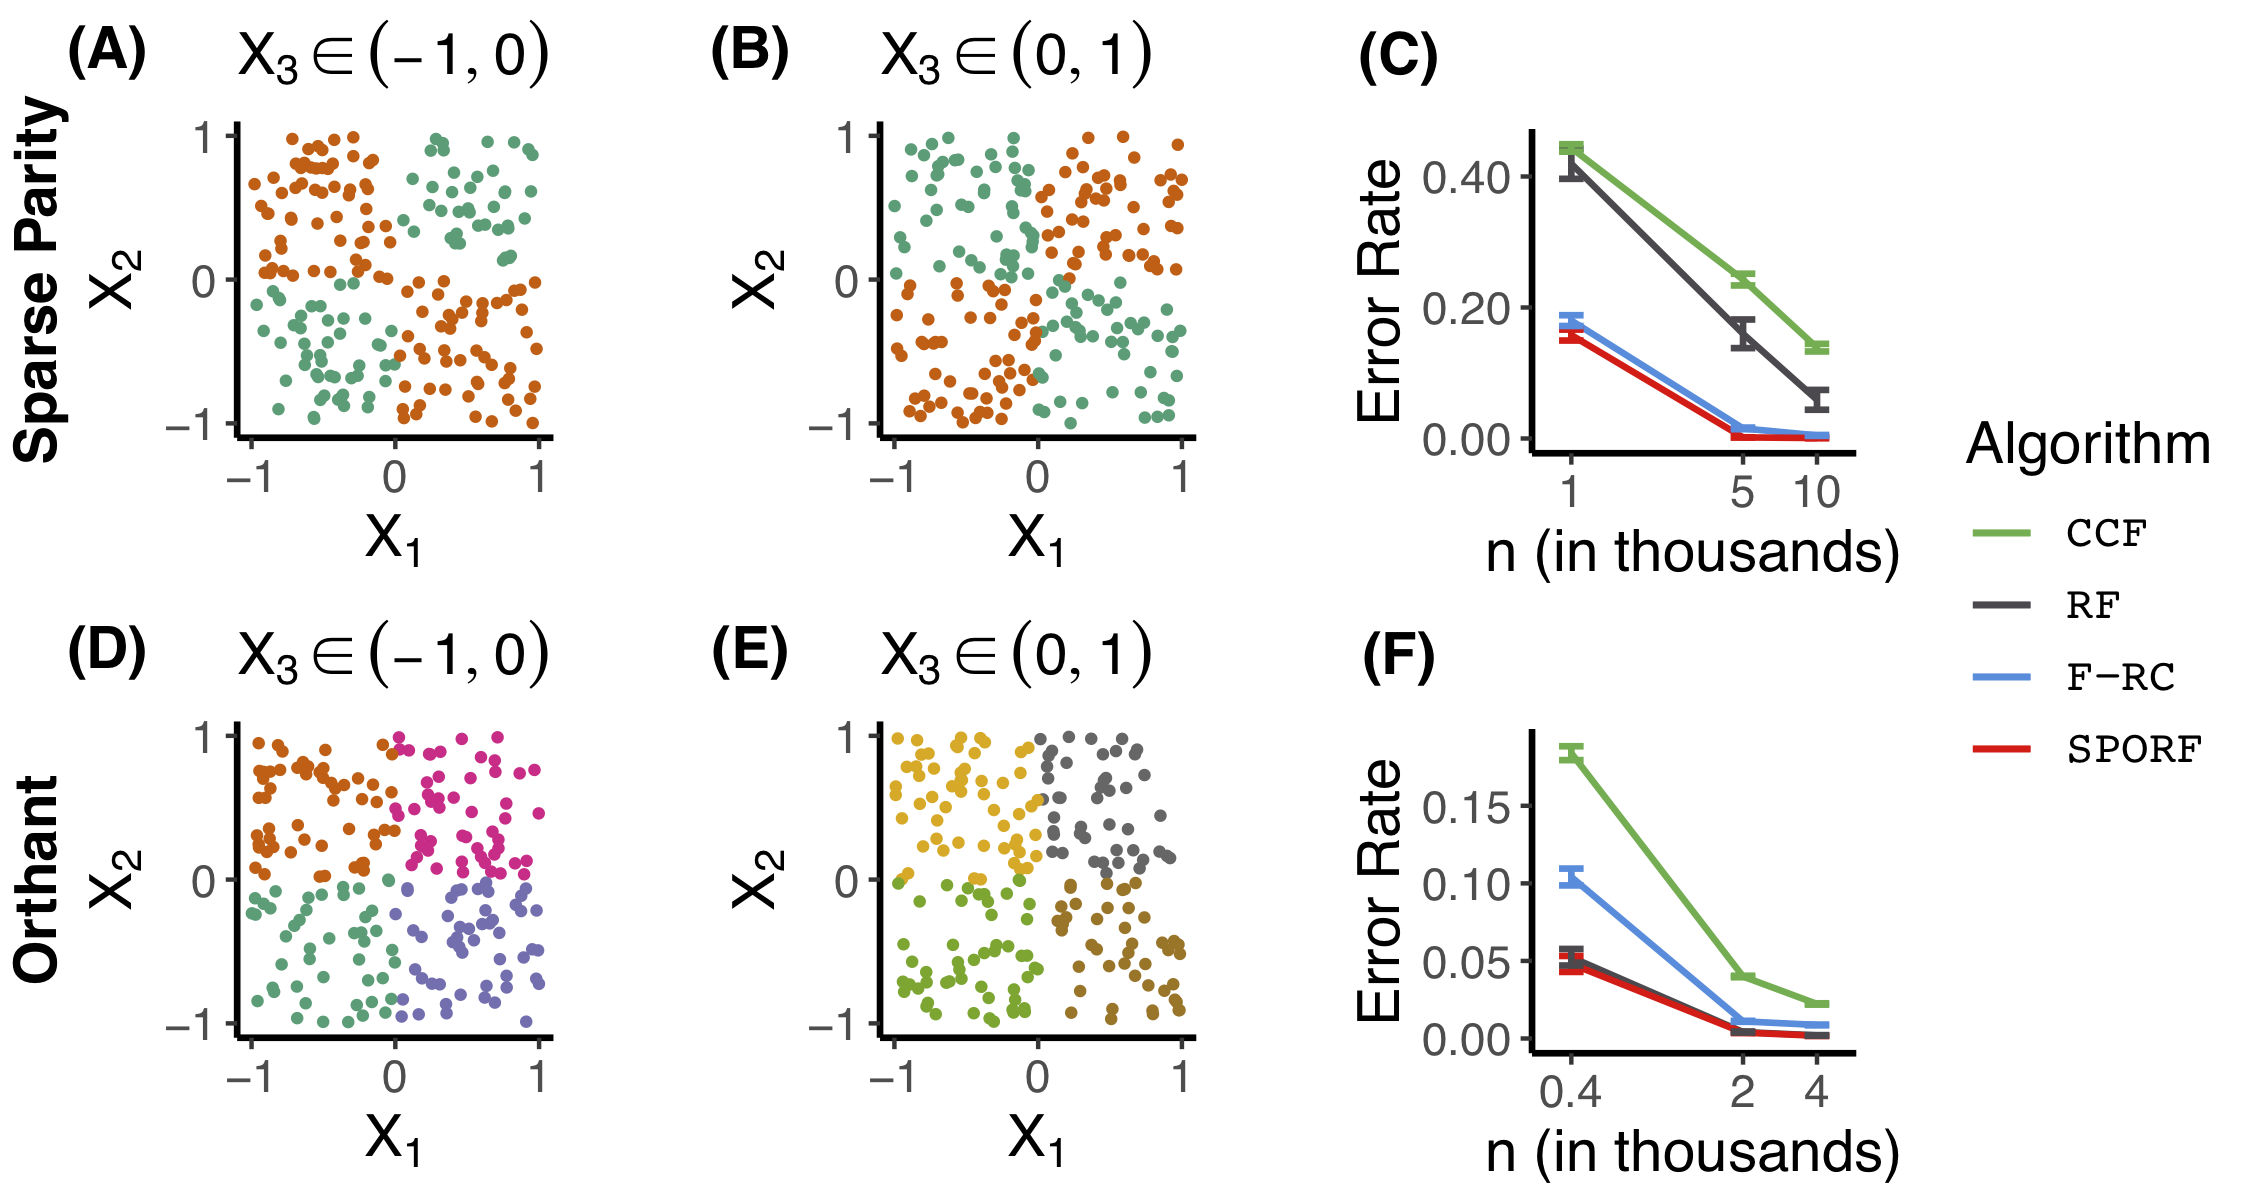 (A) X3 ∈ (−1, 0)
(B) X3 ∈ (0, 1)
(C)
Sparse Parity
X2
1
0
−1
−1 0 1
X1
X2
1
0
−1
−1 0 1
X1
Error Rate
0.40
0.20
0.00
1 5 10
n (in thousands)
(D) X3 ∈ (−1, 0)
(E) X3 ∈ (0, 1)
(F)
Orthant
X2
1
0
−1
−1 0 1
X1
X2
1
0
−1
−1 0 1
X1
Error Rate
0.15
0.10
0.05
0.00
0.4 2 4
n (in thousands)
Algorithm
CCF
RF
F−RC
SPORF